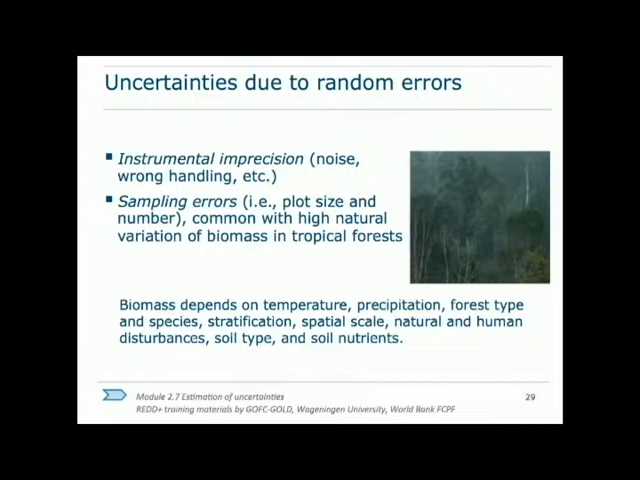 Uncertainties due to random errors
▪ Instrumental imprecision (noise,
wrong handling, etc.)
▪ Sampling errors (i.e., plot size and
number), common with high natural
variation of biomass in tropical forests
Biomass depends on temperature, precipitation, forest type
and species, stratification, spatial scale, natural and human
disturbances, soil type, and soil nutrients.
Module 2.7 Estimation of uncertainties
REDD+ training materials by GOFC-GOLD, Wageningen University, World Bank FCPF
29